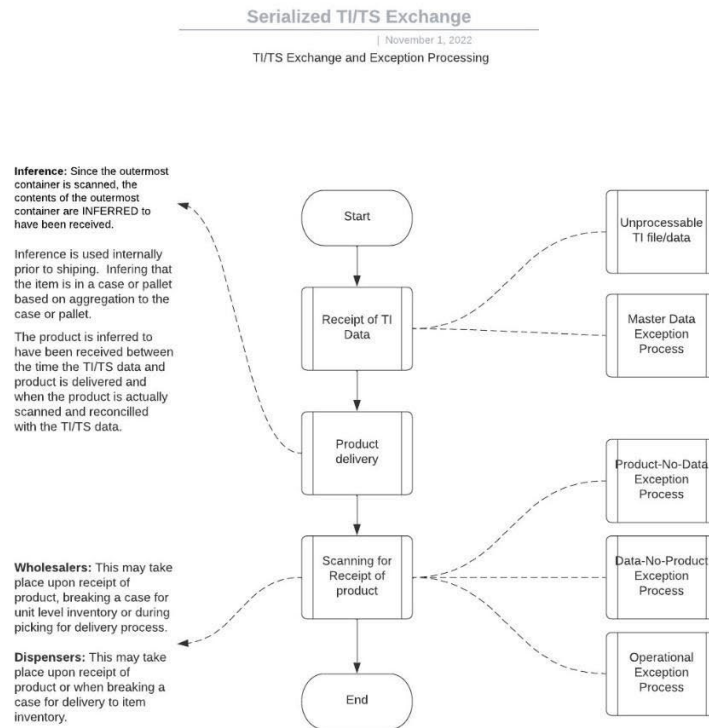 Serialized TI/TS Exchange
| November 1, 2022
TI/TS Exchange and Exception Processing
Inference: Since the outermost
container is scanned, the
contents of the outermost
container are INFERRED to
have been received.
Inference is used internally
prior to shiping. Infering that
the item is in a case or pallet
based on aggregation to the
case or pallet.
The product is inferred to
have been received between
the time the TI/TS data and
product is delivered and
when the product is actually
scanned and reconcilled
with the TI/TS data.
Wholesalers: This may take
place upon receipt of
product, breaking a case for
unit level inventory or during
picking for delivery process.
Dispensers: This may take
place upon receipt of
product or when breaking a
case for delivery to item
inventory.
Start
Receipt of TI
Data
Product
delivery
Scanning for
Receipt of
product
End
Unprocessable
TI file/data
Master Data
Exception
Process
Product-No-Data
Exception
Process
Data-No-Product
Exception
Process
Operational
Exception
Process